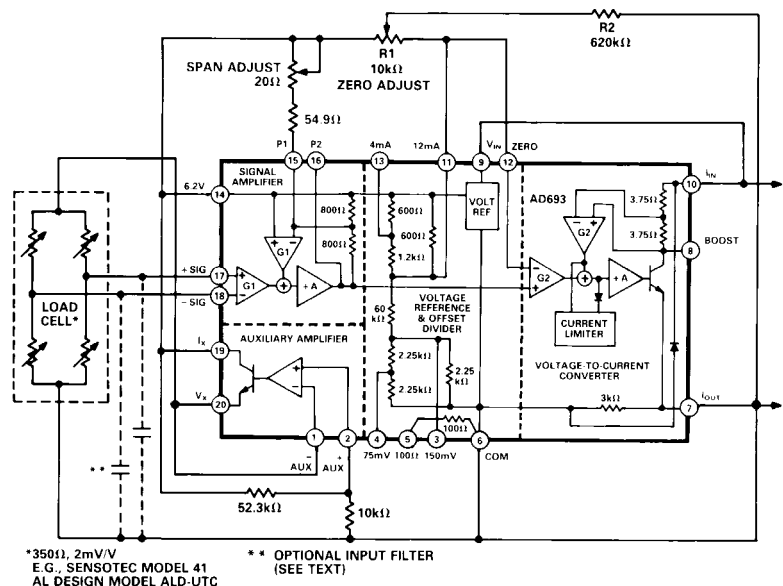 R2
620kΩ
R1
10kΩ
ZERO ADJUST
SPAN ADJUST
20Ω
54.9Ω
P1
P2
4mA
12mA
VIN
ZERO
15
16
13
11
9
12
SIGNAL
AMPLIFIER
6.2V
14
800Ω
800Ω
600Ω
600Ω
1.2kΩ
VOLT
REF
AD693
3.75Ω
3.75Ω
10
IIN
8
BOOST
+ -
G1
+ -
G2
+SIG
17
-SIG
18
+
-
G1
+
+A
-
+
G2
+
+A
LOAD
CELL*
60
kΩ
VOLTAGE
REFERENCE
& OFFSET
DIVIDER
CURRENT
LIMITER
AUXILIARY AMPLIFIER
IX
19
VX
20
+
-
2.25kΩ
2.25kΩ
2.25
kΩ
VOLTAGE-TO-CURRENT
CONVERTER
3kΩ
7
IOUT
100Ω
1
2
4
5
3
6
-
AUX
+
AUX
75mV
100Ω
150mV
COM
**
52.3kΩ
10kΩ
*350Ω, 2mV/V
E.G., SENSOTEC MODEL 41
AL DESIGN MODEL ALD-UTC
** OPTIONAL INPUT FILTER
(SEE TEXT)